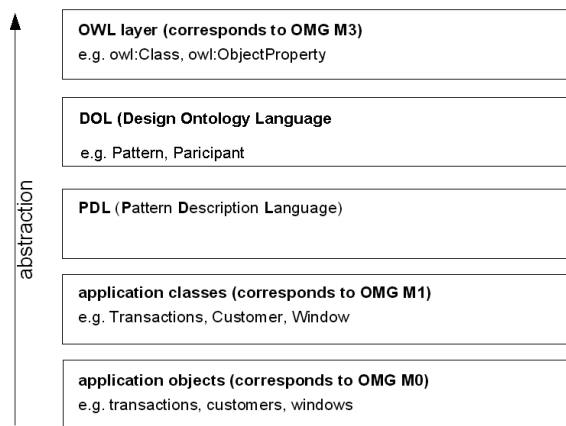 OWL layer (corresponds to OMG M3)
e.g. owl:Class, owl:ObjectProperty
DOL (Design Ontology Language
e.g. Pattern, Paricipant
PDL (Pattern Description Language)
application classes (corresponds to OMG M1)
e.g. Transactions, Customer, Window
application objects (corresponds to OMG M0)
e.g. transactions, customers, windows
abstraction